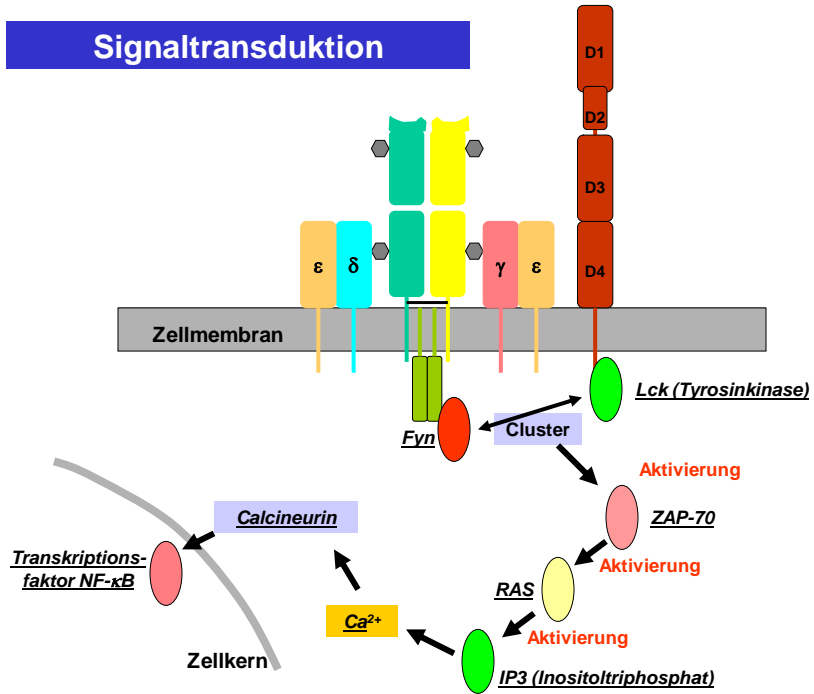 Signaltransduktion
D1
D2
D3
D4
ε
δ
γ
ε
Zellmembran
Lck (Tyrosinkinase)
Fyn
Cluster
Aktivierung
ZAP-70
Aktivierung
RAS
Aktivierung
IP3 (Inositoltriphosphat)
Ca2+
Calcineurin
Transkriptions-
faktor NF-κB
Zellkern